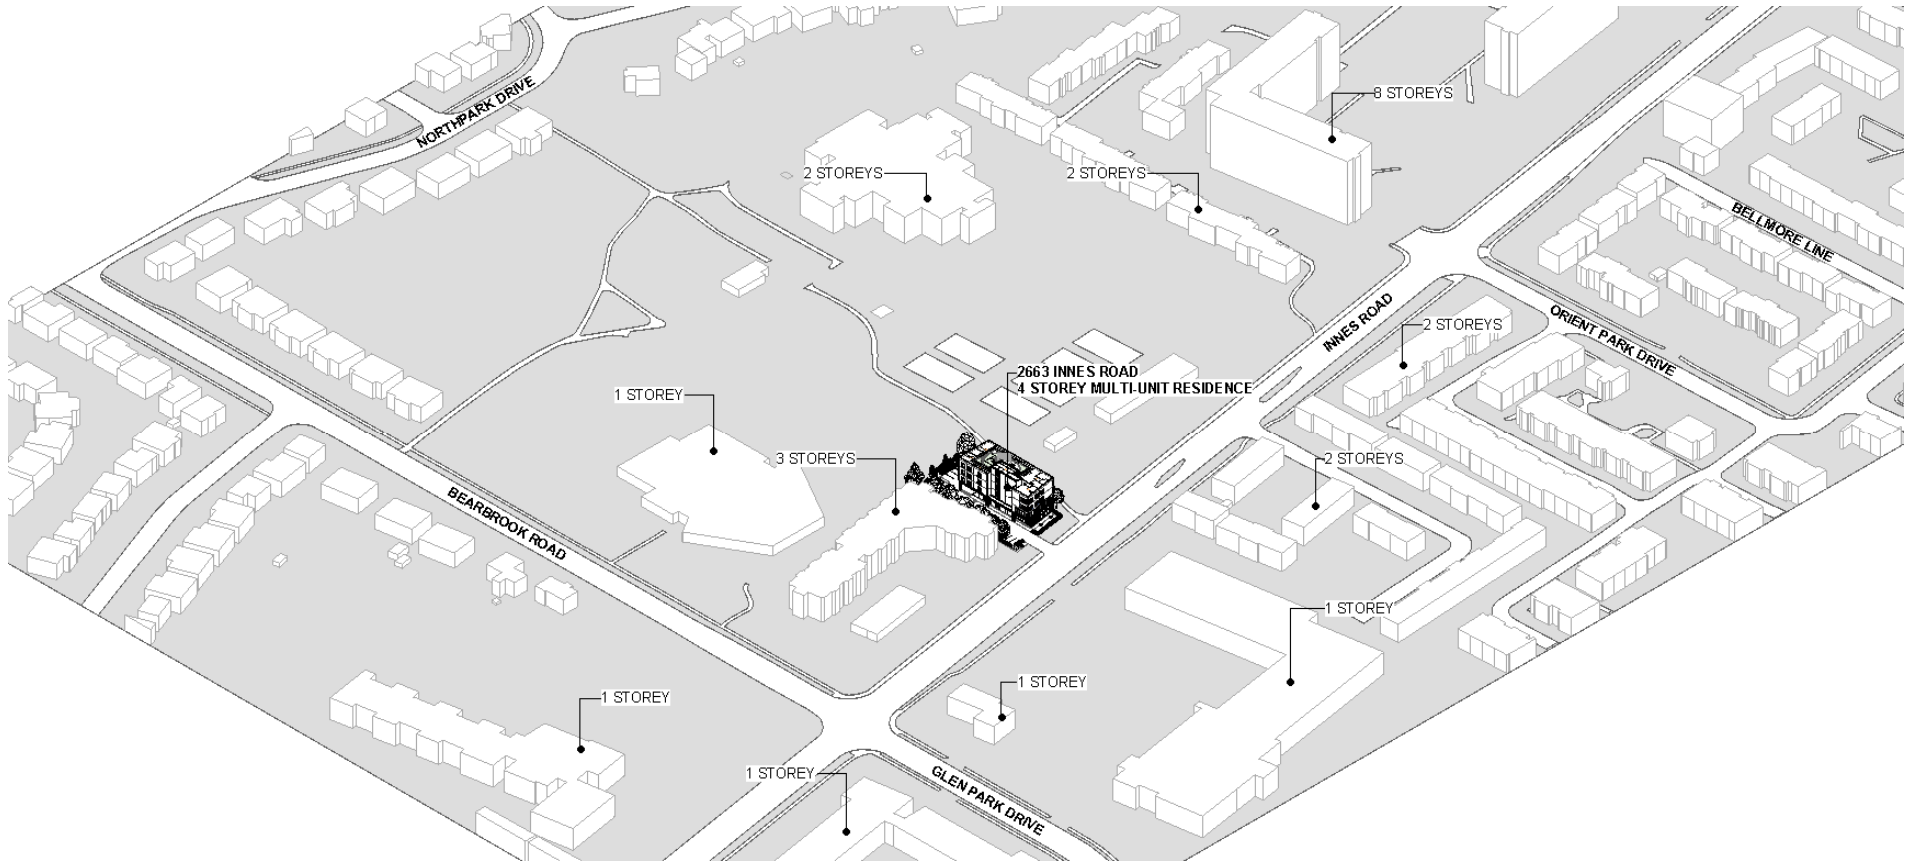 NORTHPARK DRIVE
8 STOREYS
2 STOREYS
2 STOREYS
BELLMORE LINE
INNES ROAD
ORIENT PARK DRIVE
2 STOREYS
2663 INNES ROAD
4 STOREY MULTI-UNIT RESIDENCE
1 STOREY
3 STOREYS
2 STOREYS
BEARBROOK ROAD
1 STOREY
1 STOREY
1 STOREY
1 STOREY
GLEN PARK DRIVE